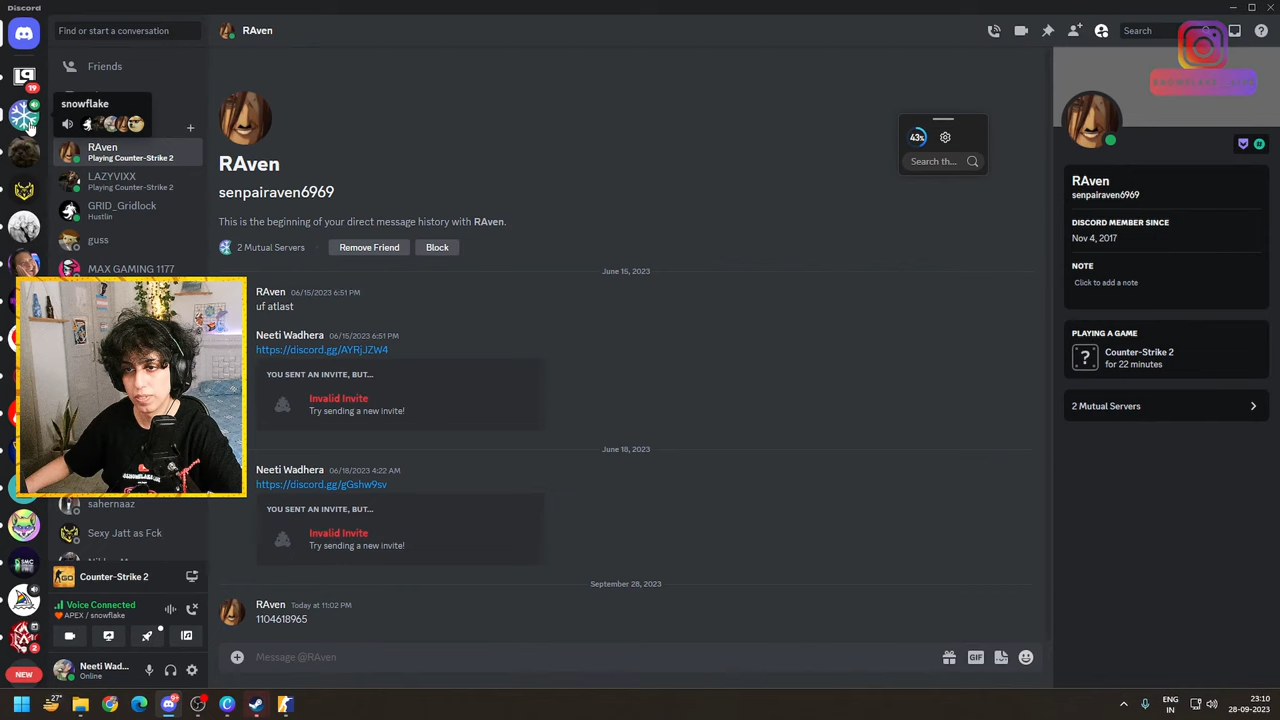 Discord
Find or start a conversation
RAven
Search
Friends
19
snowflake
RAven
Playing Counter-Strike 2
LAZYVIXX
Playing Counter-Strike 2
GRID_Gridlock
Hustlin
guss
MAX GAMING 1177
sahernaaz
Sexy Jatt as Fck
Counter-Strike 2
Voice Connected
APEX / snowflake
Neeti Wad...
Online
2
NEW
RAven
senpairaven6969
This is the beginning of your direct message history with RAven.
2 Mutual Servers
Remove Friend
Block
June 15, 2023
RAven 06/15/2023 6:51 PM
uf atlast
Neeti Wadhera 06/15/2023 6:51 PM
https://discord.gg/AYRjJZW4
YOU SENT AN INVITE, BUT...
Invalid Invite
Try sending a new invite!
June 18, 2023
Neeti Wadhera 06/18/2023 4:22 AM
https://discord.gg/gGshw9sv
YOU SENT AN INVITE, BUT...
Invalid Invite
Try sending a new invite!
September 28, 2023
RAven Today at 11:02 PM
1104618965
Message @RAven
GIF
43%
Search th...
RAven
senpairaven6969
DISCORD MEMBER SINCE
Nov 4, 2017
NOTE
Click to add a note
PLAYING A GAME
Counter-Strike 2
for 22 minutes
2 Mutual Servers
27°
ENG
IN
23:10
28-09-2023